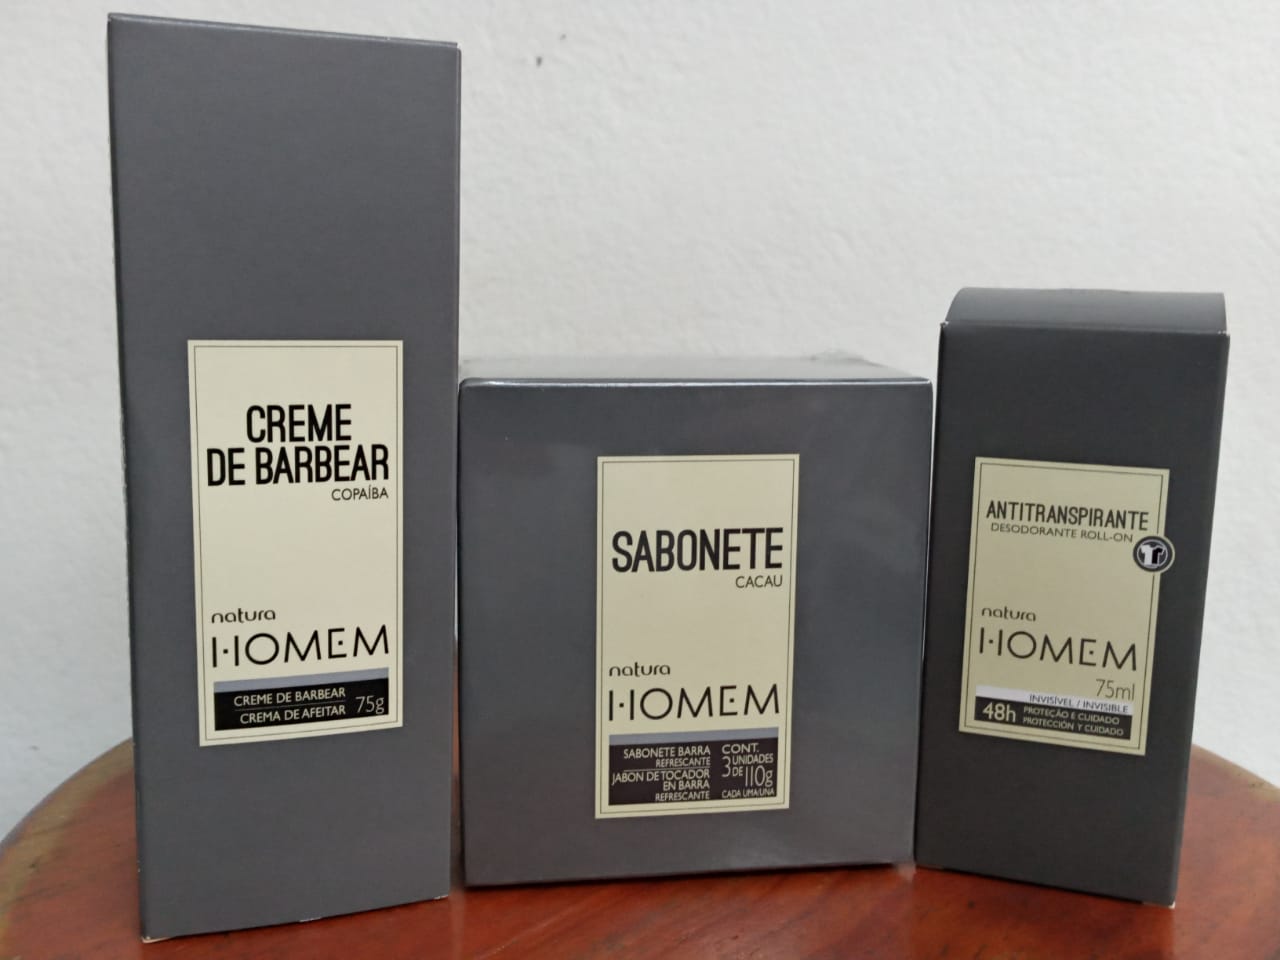 CREME
DE BARBEAR
COPAÍBA
natura
HOMEM
CREME DE BARBEAR
CREMA DE AFEITAR
75g
SABONETE
CACAU
natura
HOMEM
SABONETE BARRA
REFRESCANTE
JABON DE TOCADOR
EN BARRA
REFRESCANTE
CONT.
3 UNIDADES
DE 110g
CADA UMA/UNA
ANTITRANSPIRANTE
DESODORANTE ROLL-ON
natura
HOMEM
75ml
INVISÍVEL / INVISIBLE
48h
PROTEÇÃO E CUIDADO
PROTECCIÓN Y CUIDADO